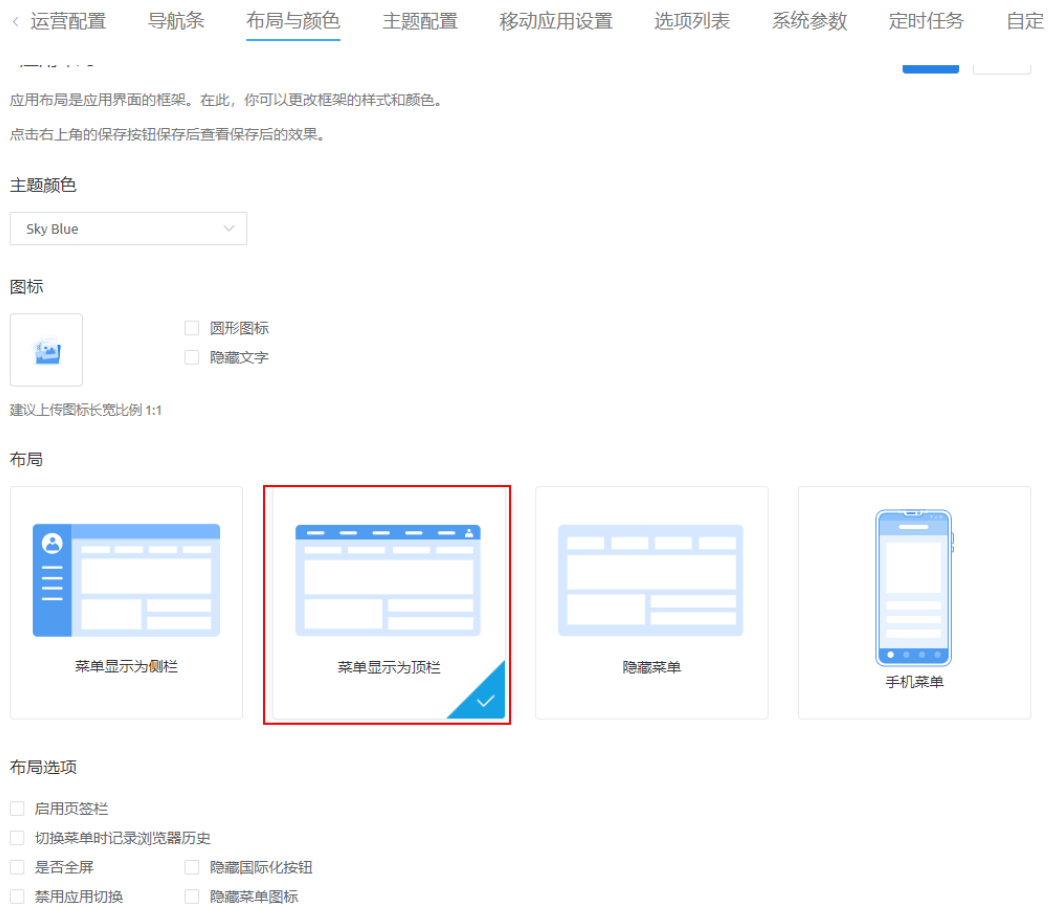 运营配置 导航条 布局与颜色 主题配置 移动应用设置 选项列表 系统参数 定时任务 自定
应用布局是应用界面的框架。在此，你可以更改框架的样式和颜色。
点击右上角的保存按钮保存后查看保存后的效果。
主题颜色
Sky Blue
图标
圆形图标
隐藏文字
建议上传图标长宽比例 1:1
布局
菜单显示为侧栏 菜单显示为顶栏 隐藏菜单 手机菜单
布局选项
启用页签栏
切换菜单时记录浏览器历史
是否全屏 隐藏国际化按钮
禁用应用切换 隐藏菜单图标